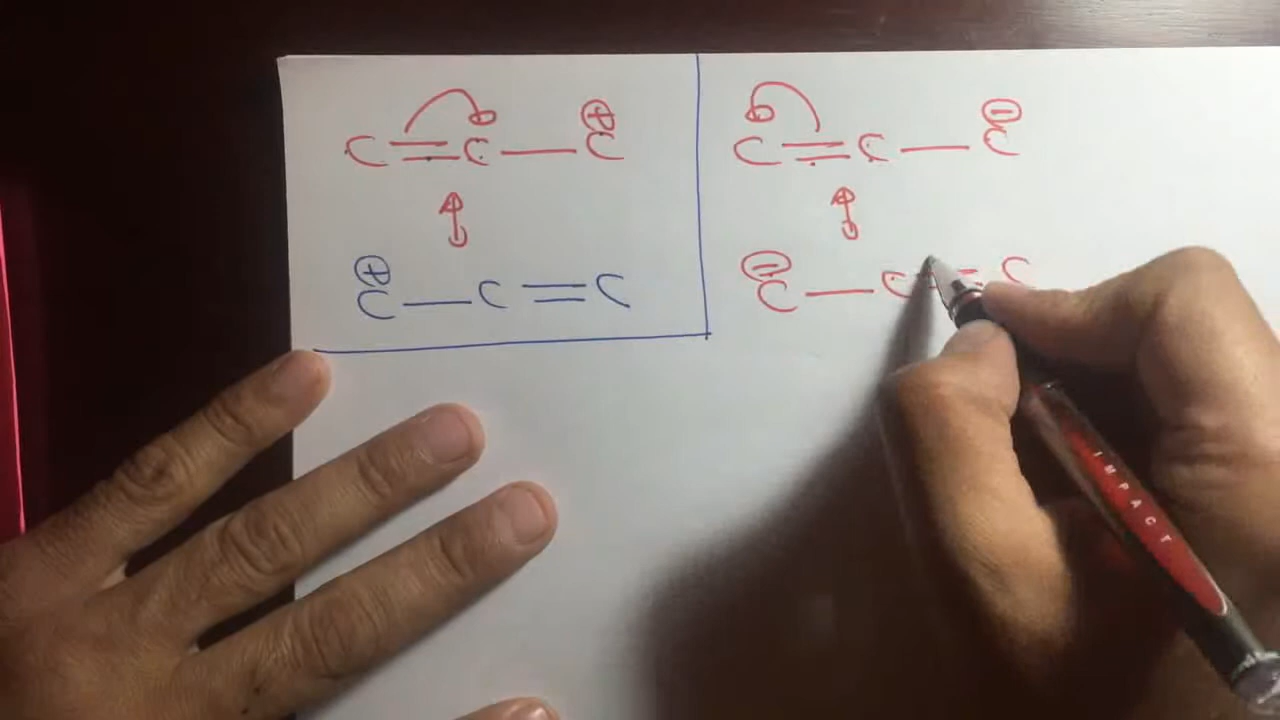 C = C — C⊕
C = C — C⊖
↕
↕
⊕C — C = C
⊖C — C = C
IMPACT